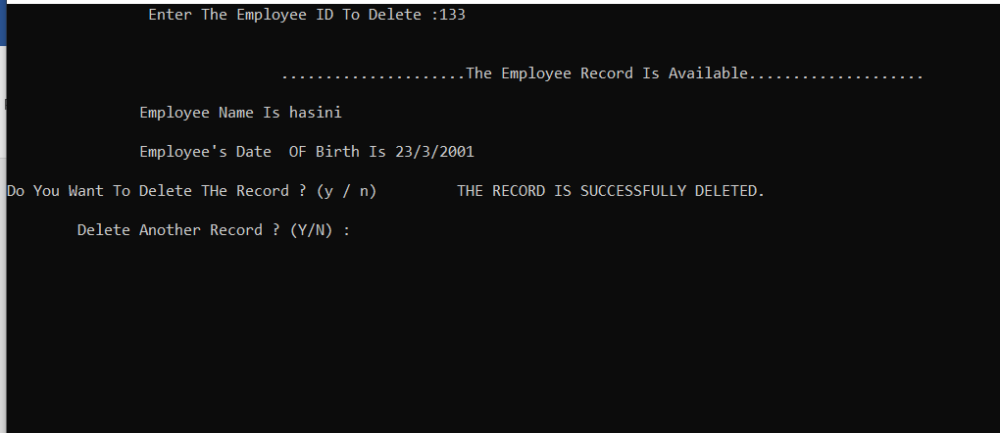 Enter The Employee ID To Delete :133
.....................The Employee Record Is Available....................
Employee Name Is hasini
Employee's Date  OF Birth Is 23/3/2001
Do You Want To Delete THe Record ? (y / n)         THE RECORD IS SUCCESSFULLY DELETED.
Delete Another Record ? (Y/N) :